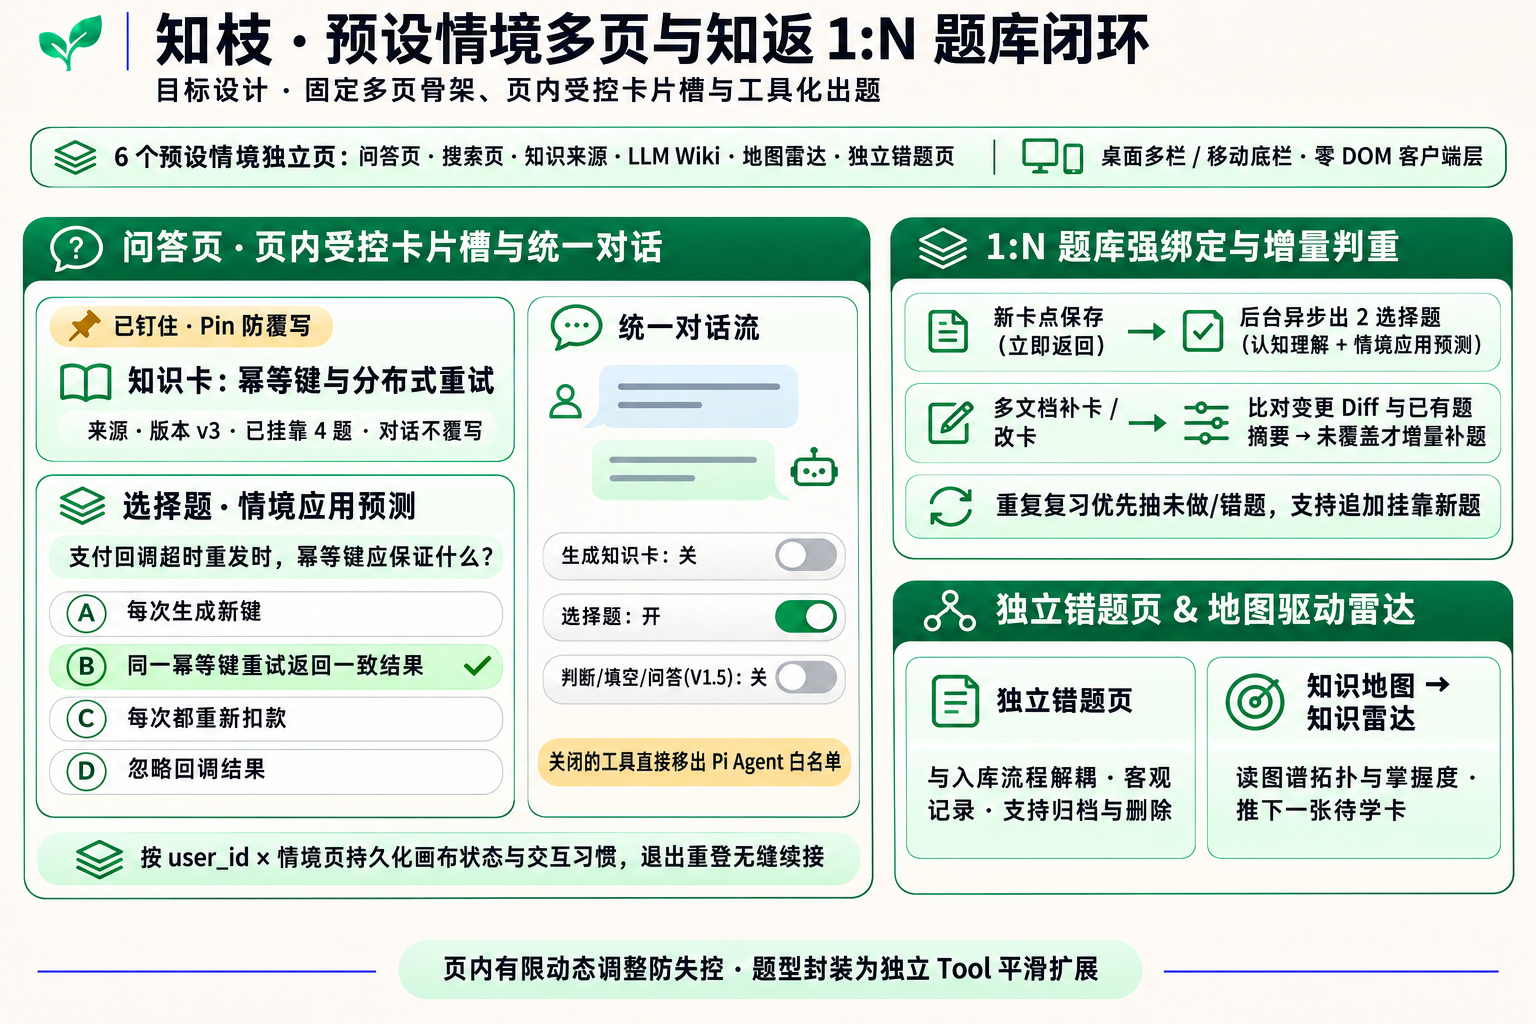 知枝 · 预设情境多页与知返 1:N 题库闭环
目标设计 · 固定多页骨架、页内受控卡片槽与工具化出题
6 个预设情境独立页：问答页 · 搜索页 · 知识来源 · LLM Wiki · 地图雷达 · 独立错题页
桌面多栏 / 移动底栏 · 零 DOM 客户端层
问答页 · 页内受控卡片槽与统一对话
已钉住 · Pin 防覆写
知识卡：幂等键与分布式重试
来源 · 版本 v3 · 已挂靠 4 题 · 对话不覆写
选择题 · 情境应用预测
支付回调超时重发时，幂等键应保证什么?
A 每次生成新键
B 同一幂等键重试返回一致结果
C 每次都重新扣款
D 忽略回调结果
统一对话流
生成知识卡：关
选择题：开
判断/填空/问答(V1.5)：关
关闭的工具直接移出 Pi Agent 白名单
按 user_id × 情境页持久化画布状态与交互习惯，退出重登无缝续接
1:N 题库强绑定与增量判重
新卡点保存
（立即返回）
后台异步出 2 选择题
（认知理解 + 情境应用预测）
多文档补卡 /
改卡
比对变更 Diff 与已有题
摘要 → 未覆盖才增量补题
重复复习优先抽未做/错题，支持追加挂靠新题
独立错题页 & 地图驱动雷达
独立错题页
与入库流程解耦 · 客观
记录 · 支持归档与删除
知识地图 →
知识雷达
读图谱拓扑与掌握度 ·
推下一张待学卡
页内有限动态调整防失控 · 题型封装为独立 Tool 平滑扩展